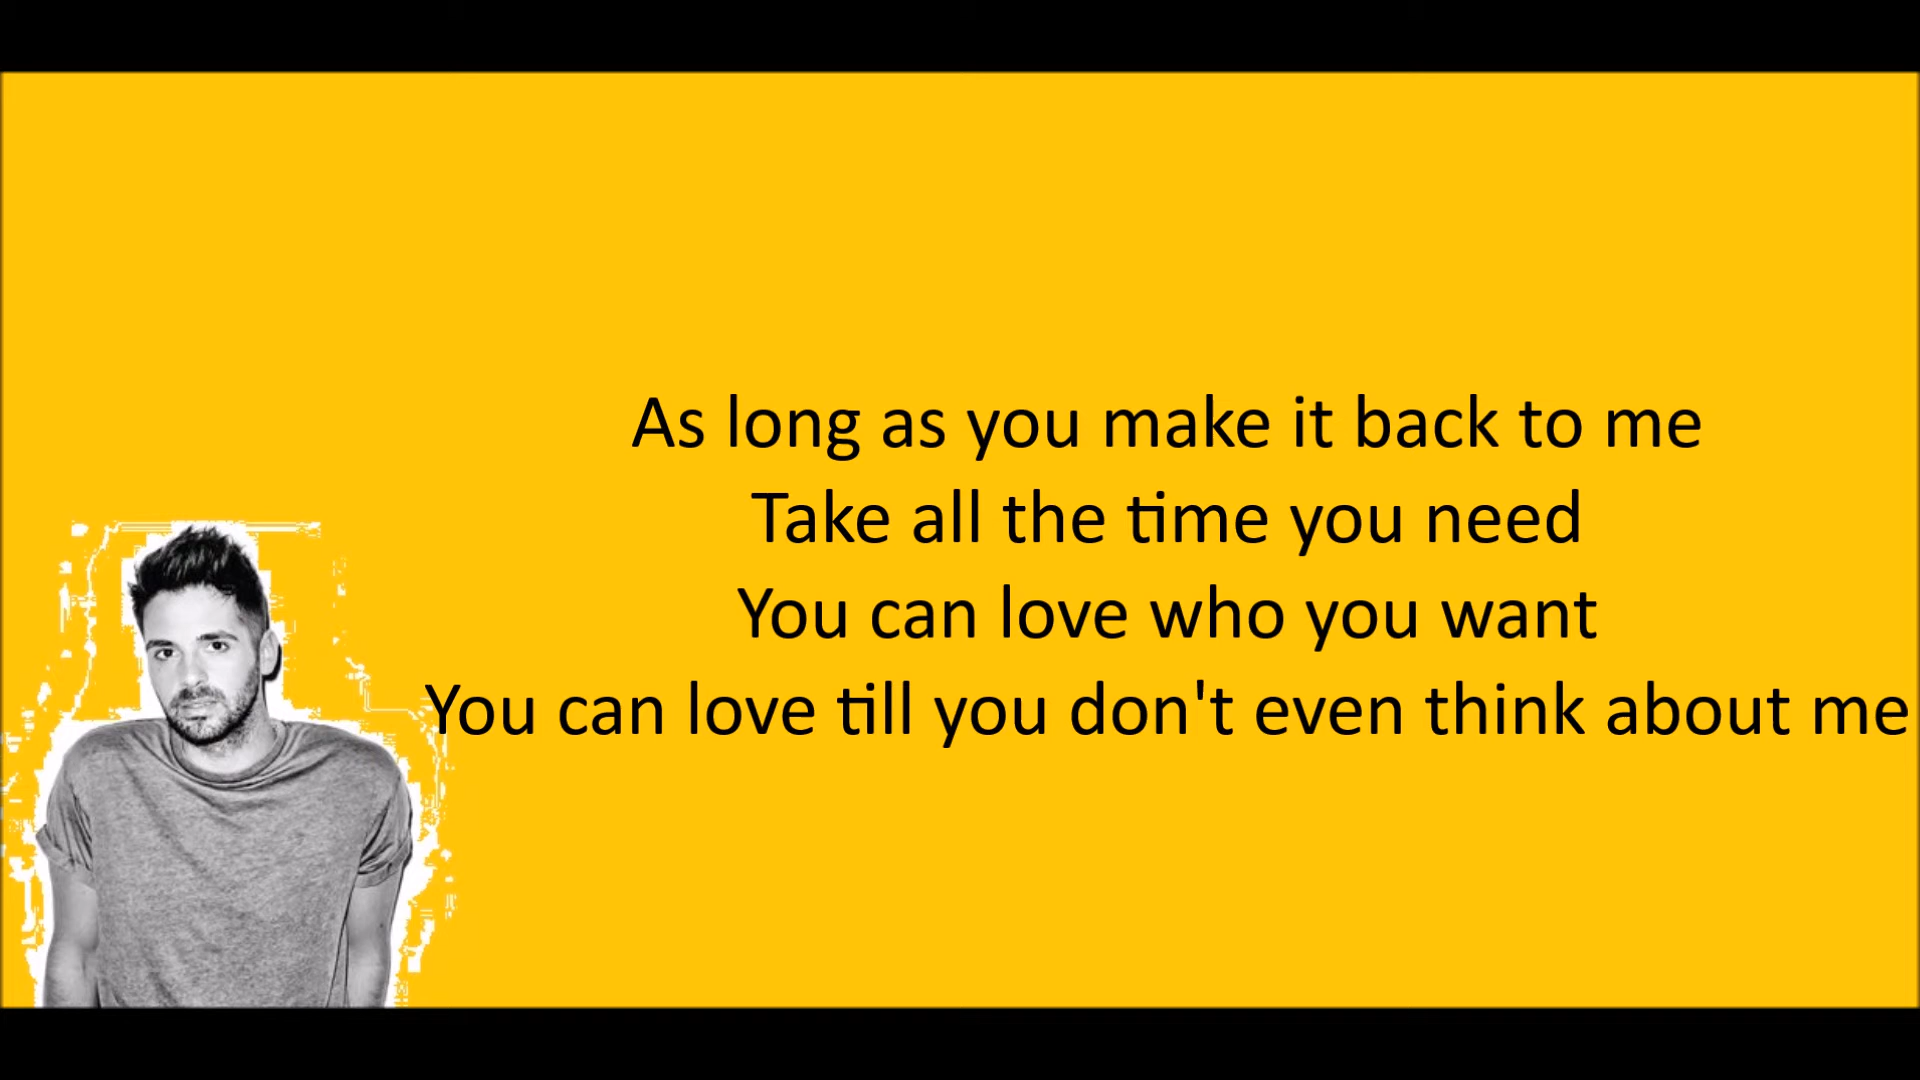 As long as you make it back to me
Take all the time you need
You can love who you want
You can love till you don't even think about me